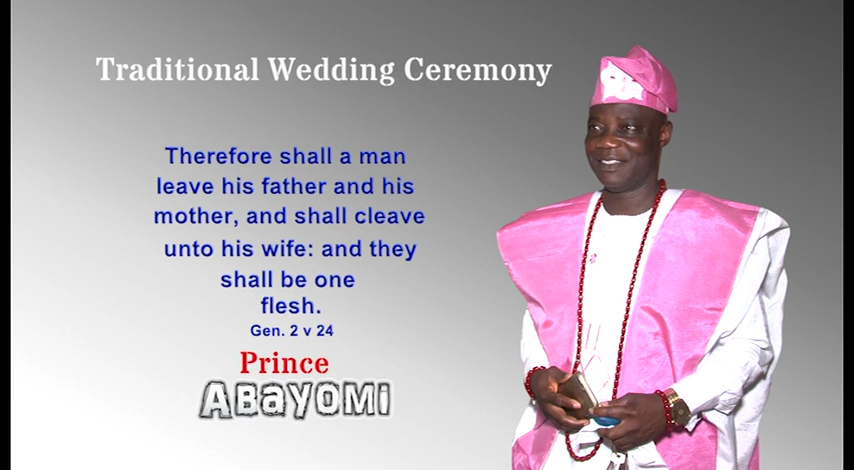 Traditional Wedding Ceremony
Therefore shall a man
leave his father and his
mother, and shall cleave
unto his wife: and they
shall be one
flesh.
Gen. 2 v 24
Prince
ABaYOMi